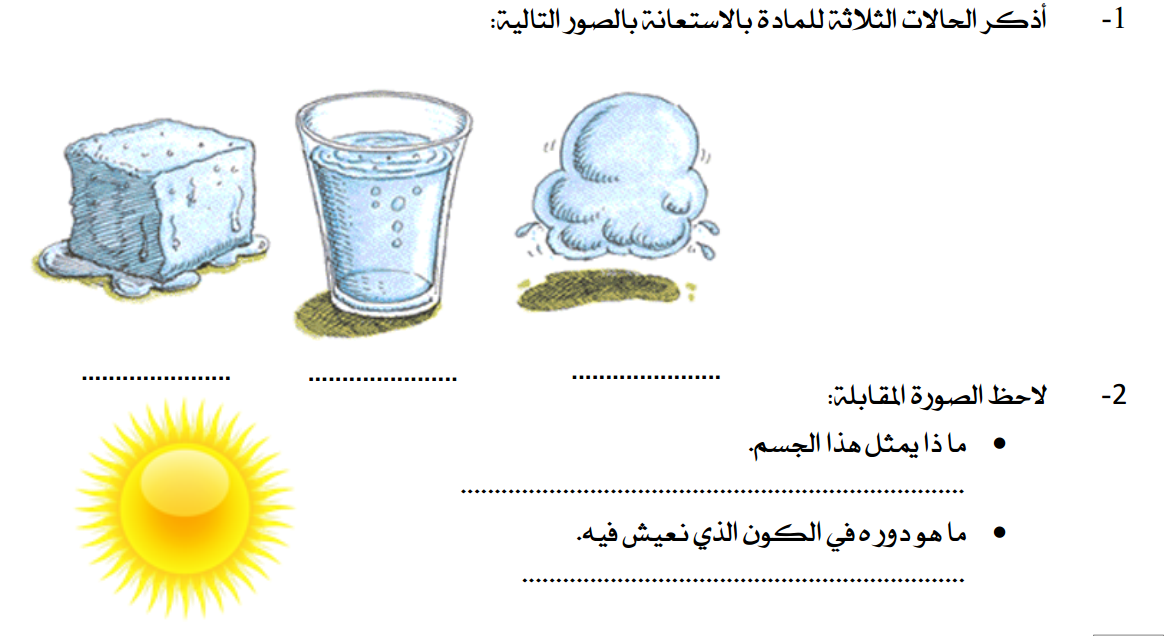 1- أذكر الحالات الثلاثة للمادة بالاستعانة بالصور التالية:
...................... ...................... ......................
2- لاحظ الصورة المقابلة:
• ما ذا يمثل هذا الجسم.
..........................................................................
• ما هو دوره في الكون الذي نعيش فيه.
.................................................................